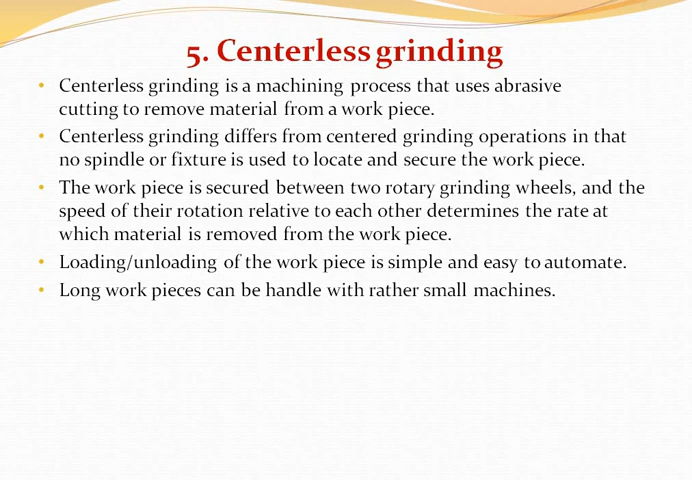 5. Centerless grinding
• Centerless grinding is a machining process that uses abrasive
cutting to remove material from a work piece.
• Centerless grinding differs from centered grinding operations in that
no spindle or fixture is used to locate and secure the work piece.
• The work piece is secured between two rotary grinding wheels, and the
speed of their rotation relative to each other determines the rate at
which material is removed from the work piece.
• Loading/unloading of the work piece is simple and easy to automate.
• Long work pieces can be handle with rather small machines.